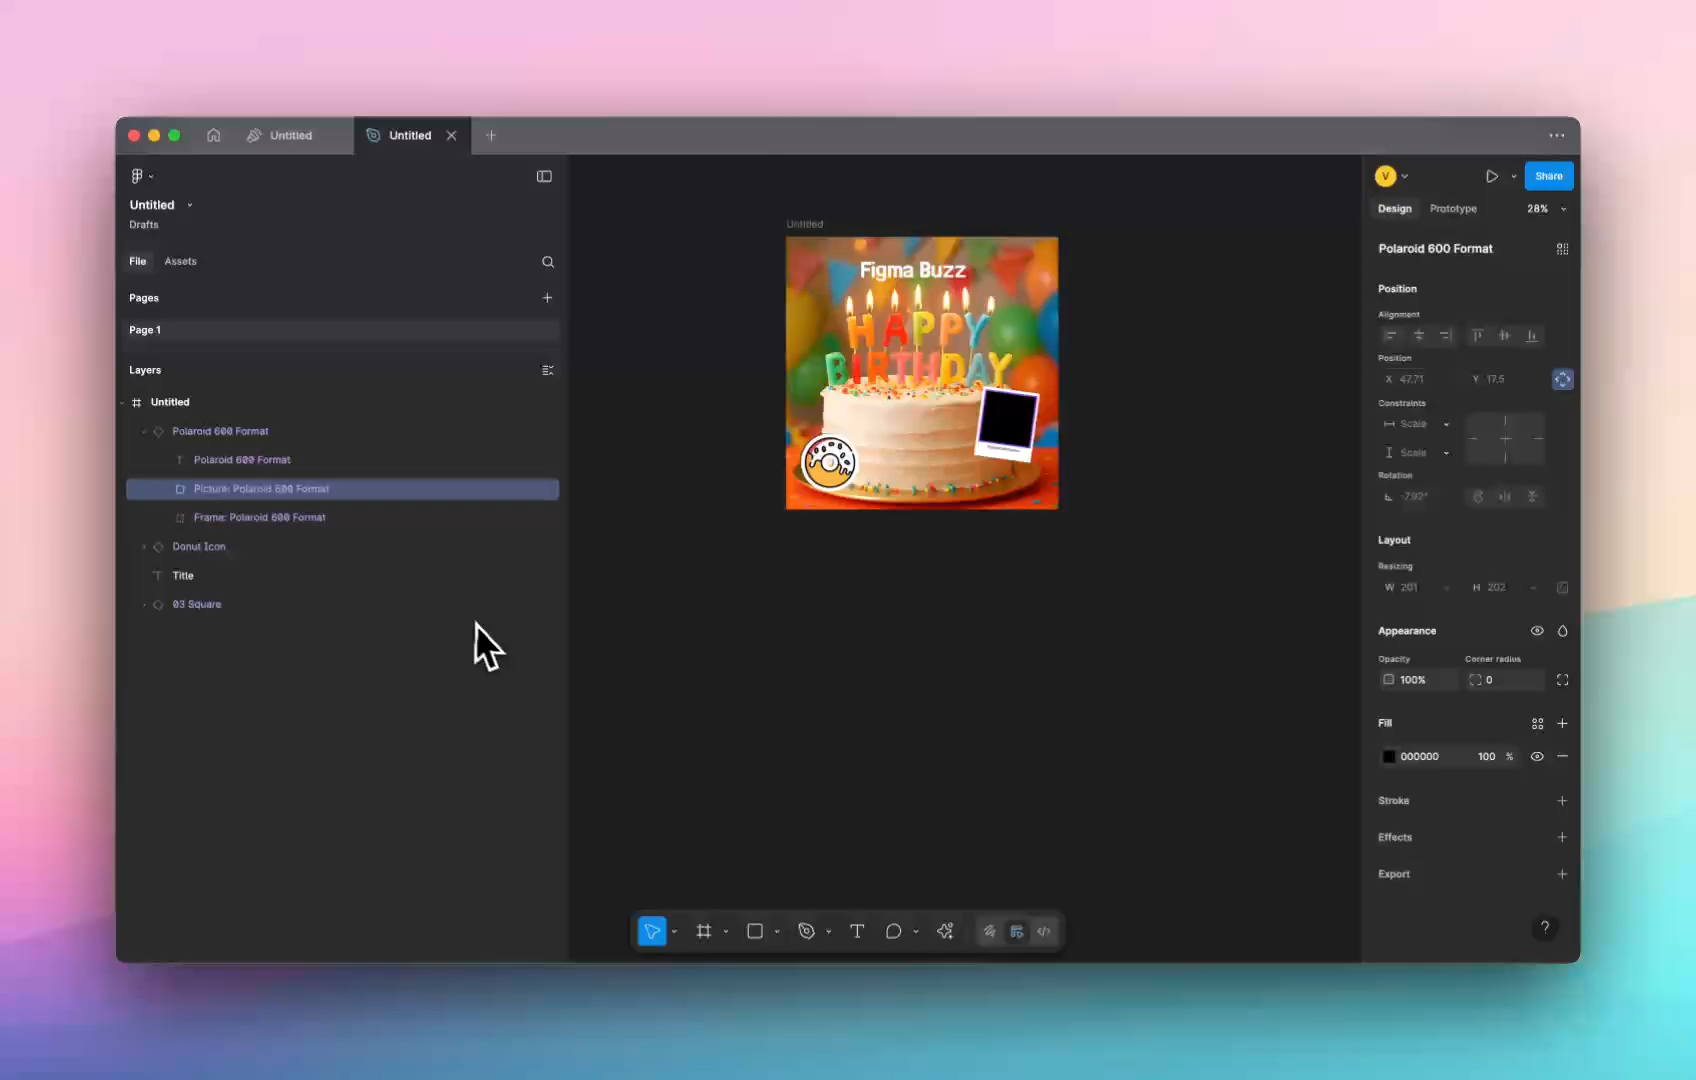 Untitled
Untitled
Untitled
Drafts
File Assets
Pages
Page 1
Layers
Untitled
Polaroid 600 Format
Polaroid 600 Format
Picture: Polaroid 600 Format
Frame: Polaroid 600 Format
Donut Icon
Title
03 Square
Untitled
Figma Buzz
HAPPY
BIRTHDAY
V
Share
Design Prototype 28%
Polaroid 600 Format
Position
Alignment
Position
X 47.71 Y 17.5
Constraints
Scale
Scale
Rotation
-7.92°
Layout
Resizing
W 201 H 202
Appearance
Opacity Corner radius
100% 0
Fill
000000 100 %
Stroke
Effects
Export
?